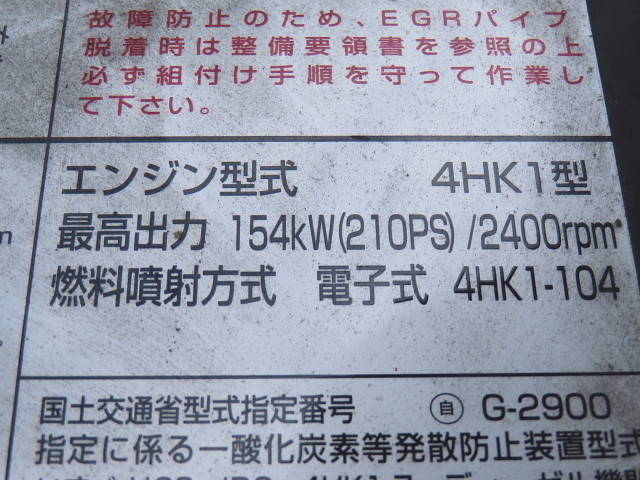 故障防止のため、EGRパイプ
脱着時は整備要領書を参照の上
必ず組付け手順を守って作業し
て下さい。
エンジン型式 4HK1型
最高出力 154kW(210PS)/2400rpm
燃料噴射方式 電子式 4HK1-104
国土交通省型式指定番号 自 G-2900
指定に係る一酸化炭素等発散防止装置型式